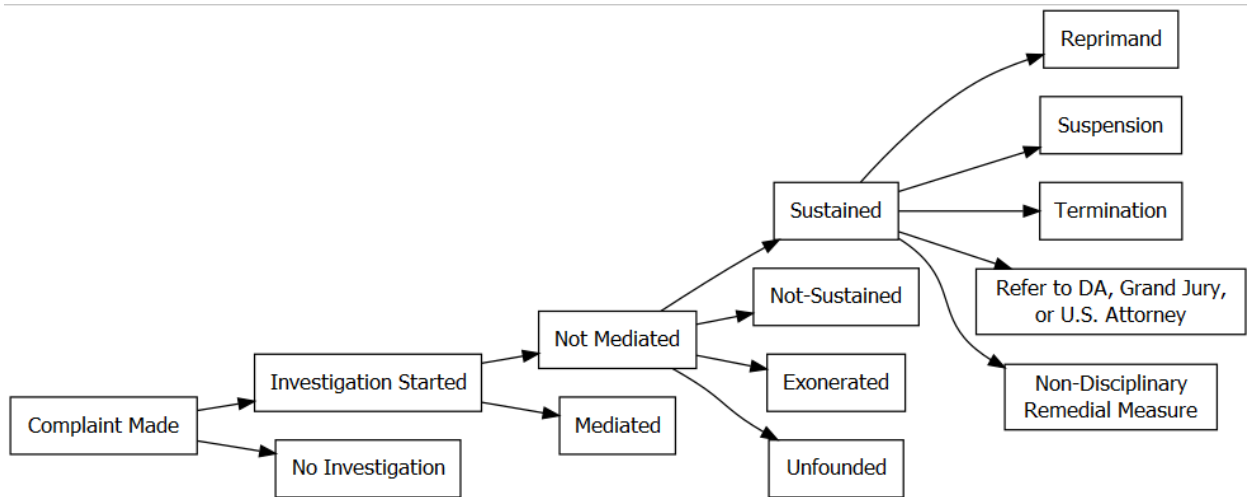 Complaint Made
Investigation Started
No Investigation
Not Mediated
Mediated
Sustained
Not-Sustained
Exonerated
Unfounded
Reprimand
Suspension
Termination
Refer to DA, Grand Jury,
or U.S. Attorney
Non-Disciplinary
Remedial Measure